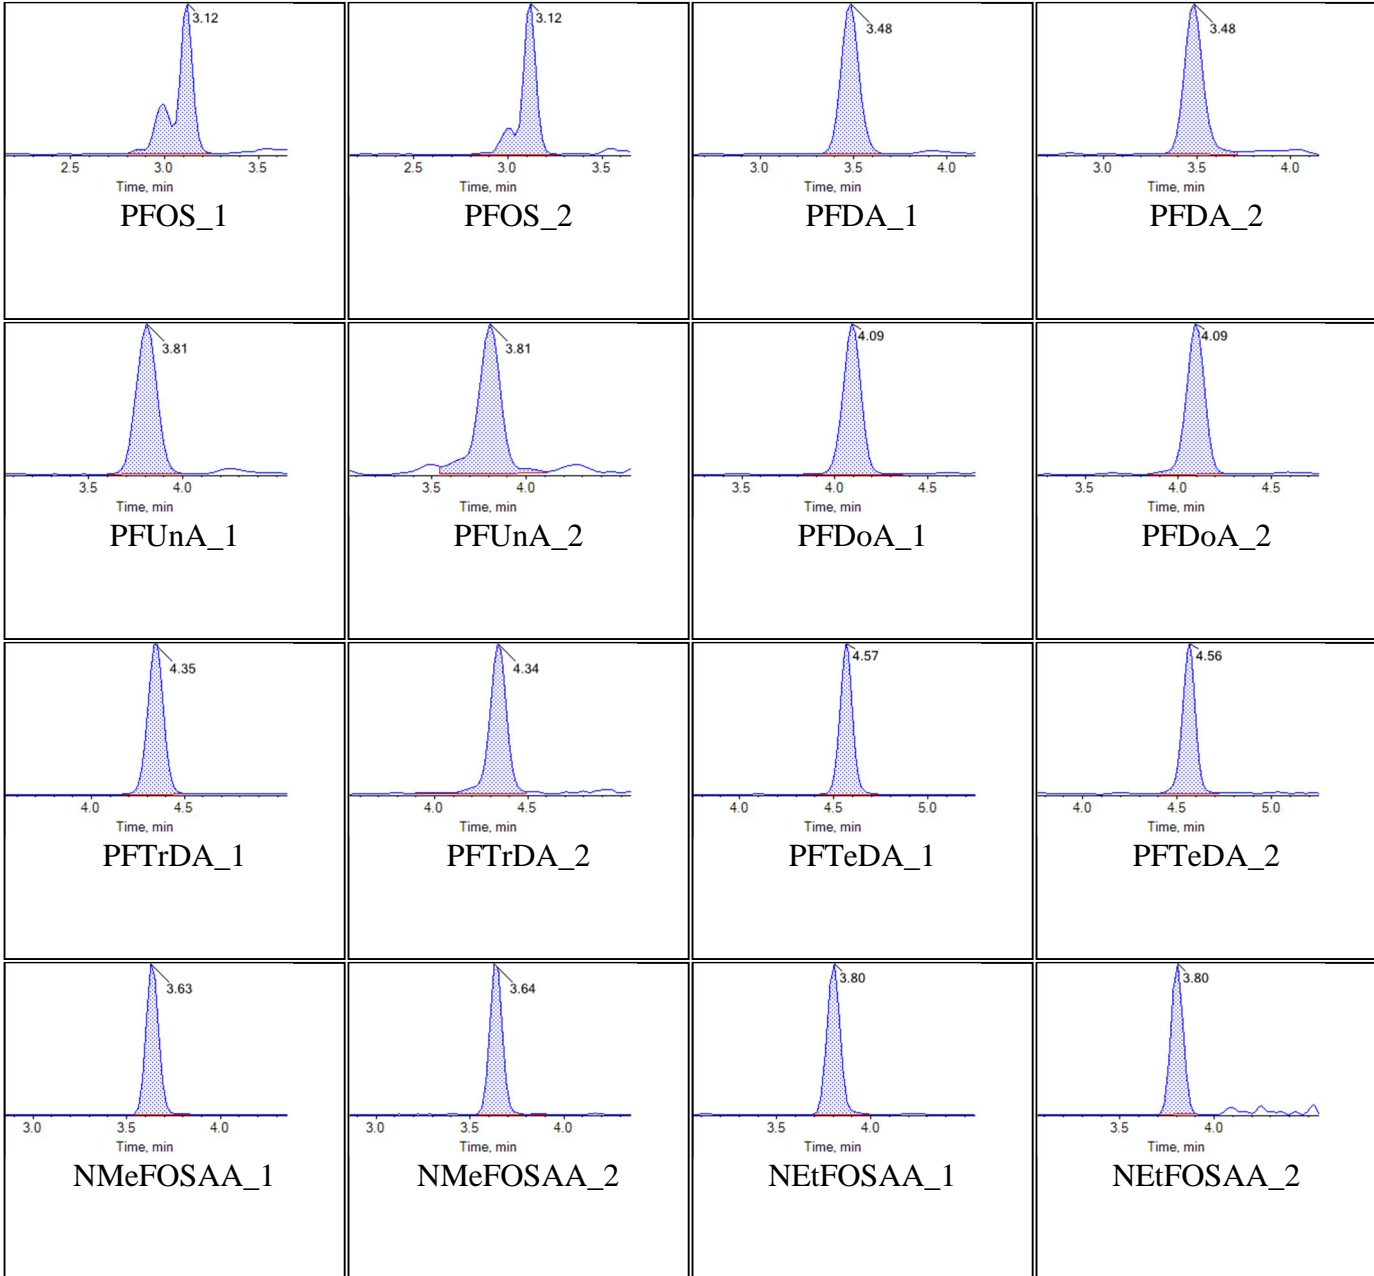 3.12
2.5 3.0 3.5
Time, min
PFOS_1
3.12
2.5 3.0 3.5
Time, min
PFOS_2
3.48
3.0 3.5 4.0
Time, min
PFDA_1
3.48
3.0 3.5 4.0
Time, min
PFDA_2
3.81
3.5 4.0
Time, min
PFUnA_1
3.81
3.5 4.0
Time, min
PFUnA_2
4.09
3.5 4.0 4.5
Time, min
PFDoA_1
4.09
3.5 4.0 4.5
Time, min
PFDoA_2
4.35
4.0 4.5
Time, min
PFTrDA_1
4.34
4.0 4.5
Time, min
PFTrDA_2
4.57
4.0 4.5 5.0
Time, min
PFTeDA_1
4.56
4.0 4.5 5.0
Time, min
PFTeDA_2
3.63
3.0 3.5 4.0
Time, min
NMeFOSAA_1
3.64
3.0 3.5 4.0
Time, min
NMeFOSAA_2
3.80
3.5 4.0
Time, min
NEtFOSAA_1
3.80
3.5 4.0
Time, min
NEtFOSAA_2